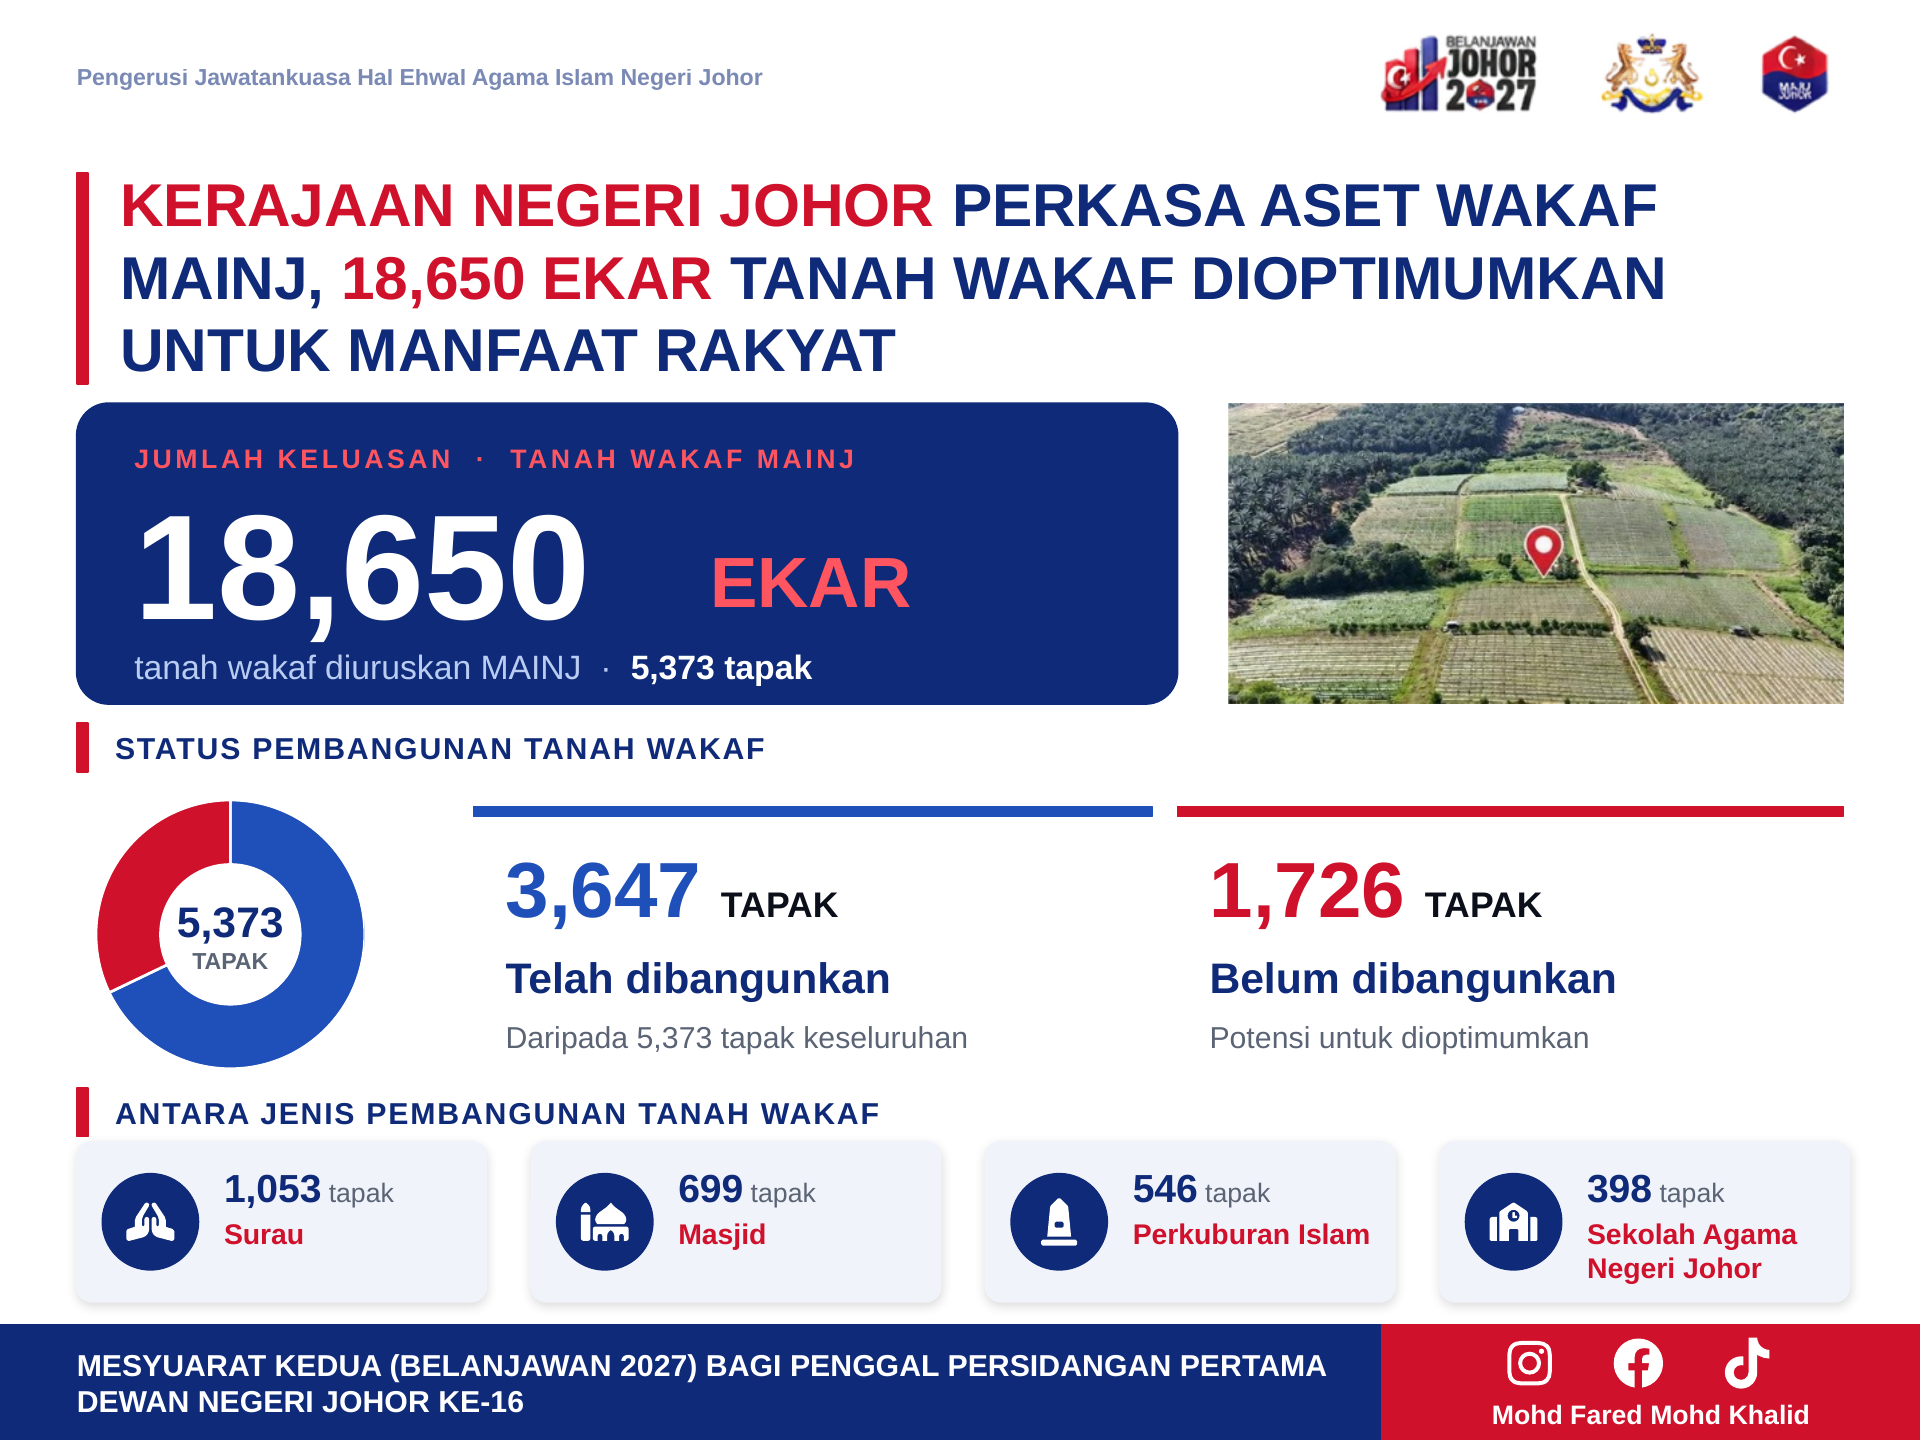 Pengerusi Jawatankuasa Hal Ehwal Agama Islam Negeri Johor
BELANJAWAN
JOHOR
2027
MAJU
JOHOR
KERAJAAN NEGERI JOHOR PERKASA ASET WAKAF
MAINJ, 18,650 EKAR TANAH WAKAF DIOPTIMUMKAN
UNTUK MANFAAT RAKYAT
JUMLAH KELUASAN · TANAH WAKAF MAINJ
18,650 EKAR
tanah wakaf diuruskan MAINJ · 5,373 tapak
STATUS PEMBANGUNAN TANAH WAKAF
5,373
TAPAK
3,647 TAPAK
Telah dibangunkan
Daripada 5,373 tapak keseluruhan
1,726 TAPAK
Belum dibangunkan
Potensi untuk dioptimumkan
ANTARA JENIS PEMBANGUNAN TANAH WAKAF
1,053 tapak
Surau
699 tapak
Masjid
546 tapak
Perkuburan Islam
398 tapak
Sekolah Agama
Negeri Johor
MESYUARAT KEDUA (BELANJAWAN 2027) BAGI PENGGAL PERSIDANGAN PERTAMA
DEWAN NEGERI JOHOR KE-16
Mohd Fared Mohd Khalid